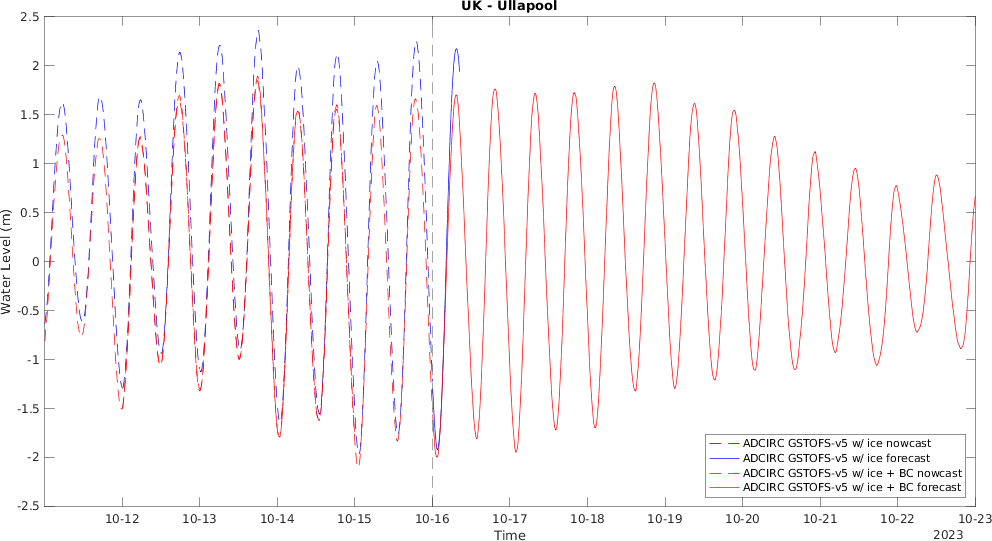 UK - Ullapool
2.5
2
1.5
1
0.5
0
-0.5
-1
-1.5
-2
-2.5
Water Level (m)
10-12 10-13 10-14 10-15 10-16 10-17 10-18 10-19 10-20 10-21 10-22 10-23
Time
2023
ADCIRC GSTOFS-v5 w/ ice nowcast
ADCIRC GSTOFS-v5 w/ ice forecast
ADCIRC GSTOFS-v5 w/ ice + BC nowcast
ADCIRC GSTOFS-v5 w/ ice + BC forecast